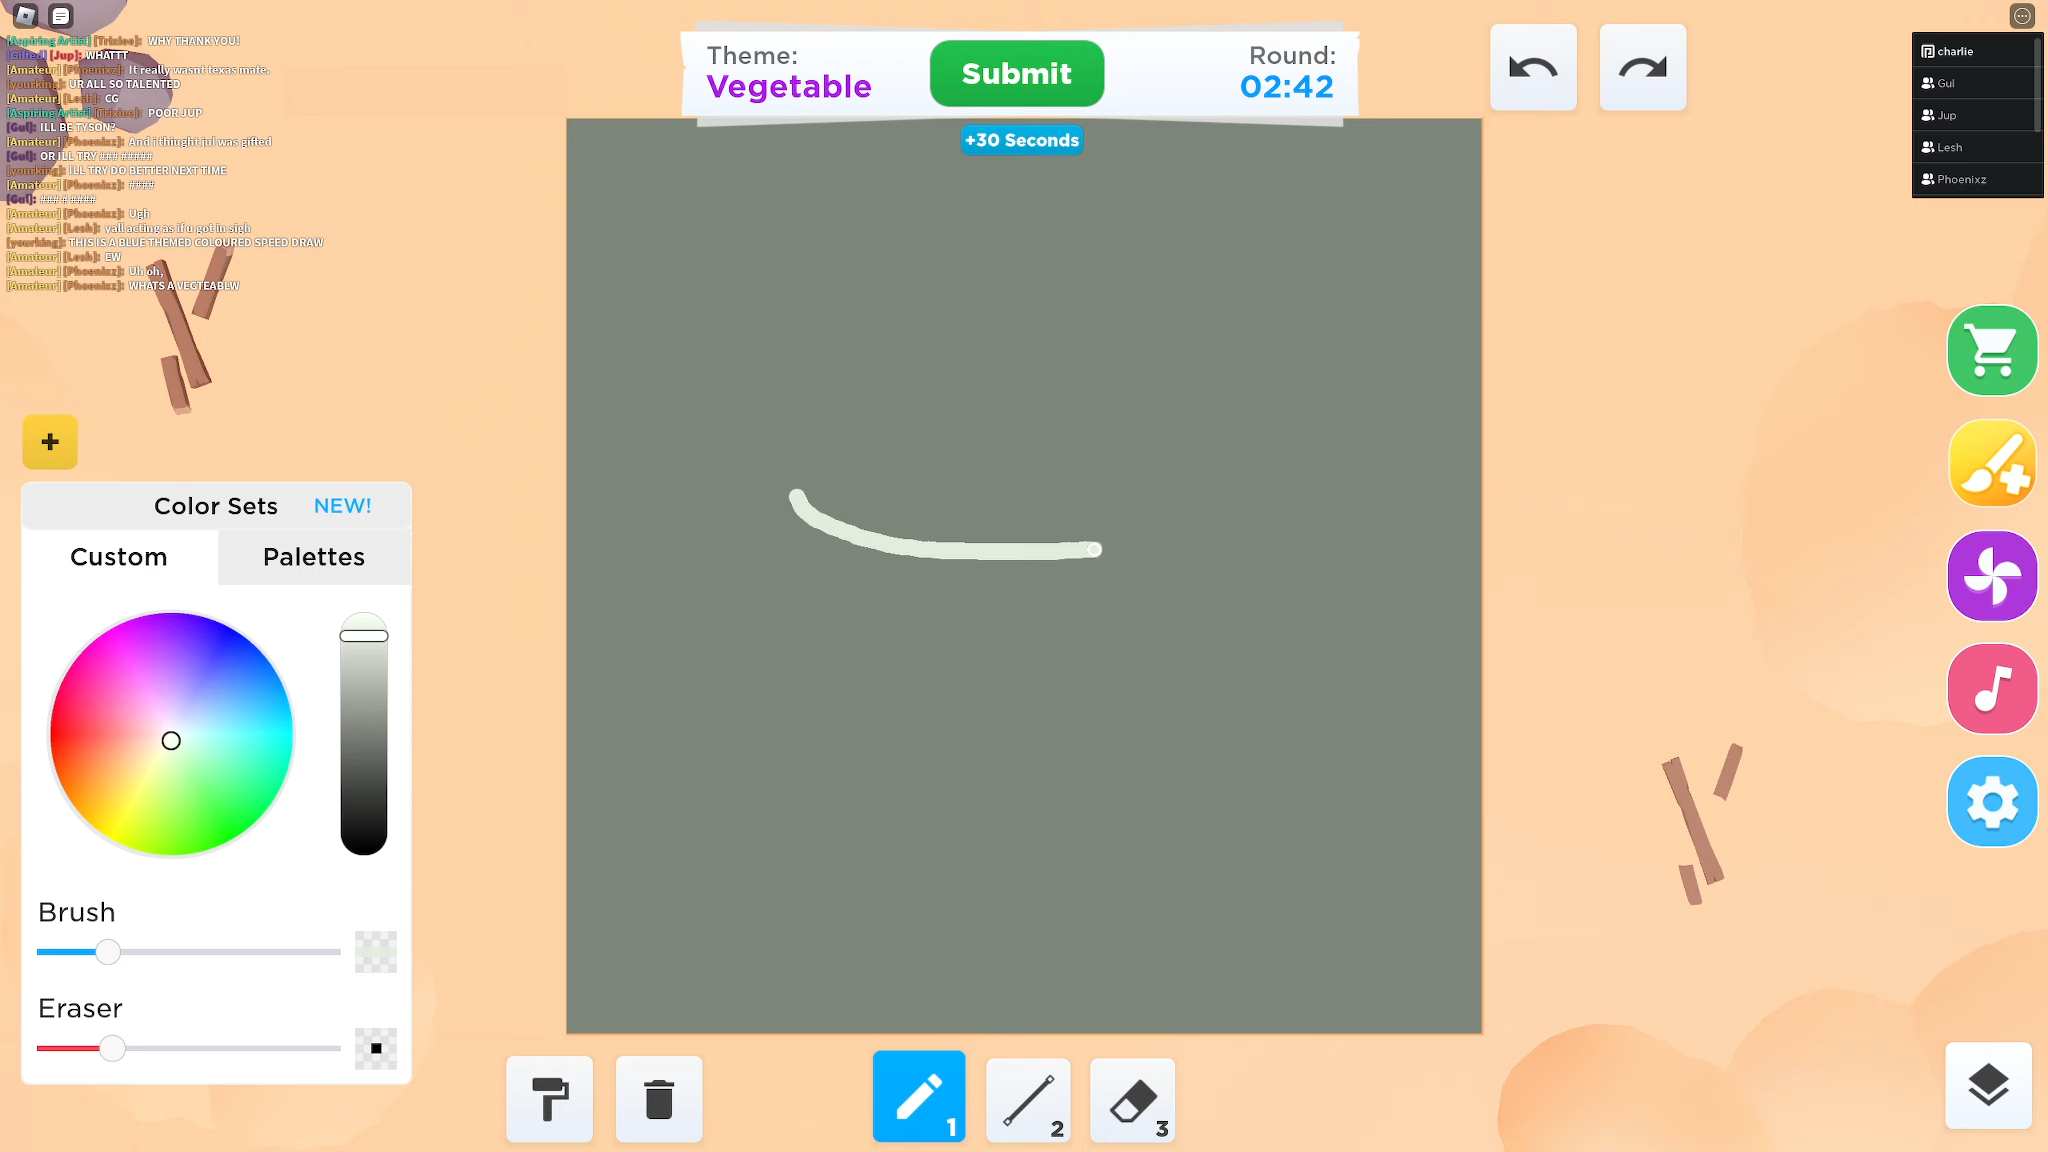 [Aspiring Artist] [Trixiee]: WHY THANK YOU!
[Gifted] [Jup]: WHATTT
[Amateur] [Phoenixz]: It really wasnt texas mate.
[yourking]: UR ALL SO TALENTED
[Amateur] [Lesh]: CG
[Aspiring Artist] [Trixiee]: POOR JUP
[Gul]: ILL BE TYSON?
[Amateur] [Phoenixz]: And i thiught jul was gifted
[Gul]: OR ILL TRY ### #####
[yourking]: ILL TRY DO BETTER NEXT TIME
[Amateur] [Phoenixz]: ####
[Gul]: ### # ####
[Amateur] [Phoenixz]: Ugh
[Amateur] [Lesh]: yall acting as if u got in sigh
[yourking]: THIS IS A BLUE THEMED COLOURED SPEED DRAW
[Amateur] [Lesh]: EW
[Amateur] [Phoenixz]: Uh oh,
[Amateur] [Phoenixz]: WHATS A VEGTEABLW
Theme:
Vegetable
Submit
Round:
02:42
+30 Seconds
charlie
Gul
Jup
Lesh
Phoenixz
+
Color Sets NEW!
Custom Palettes
Brush
Eraser
1
2
3